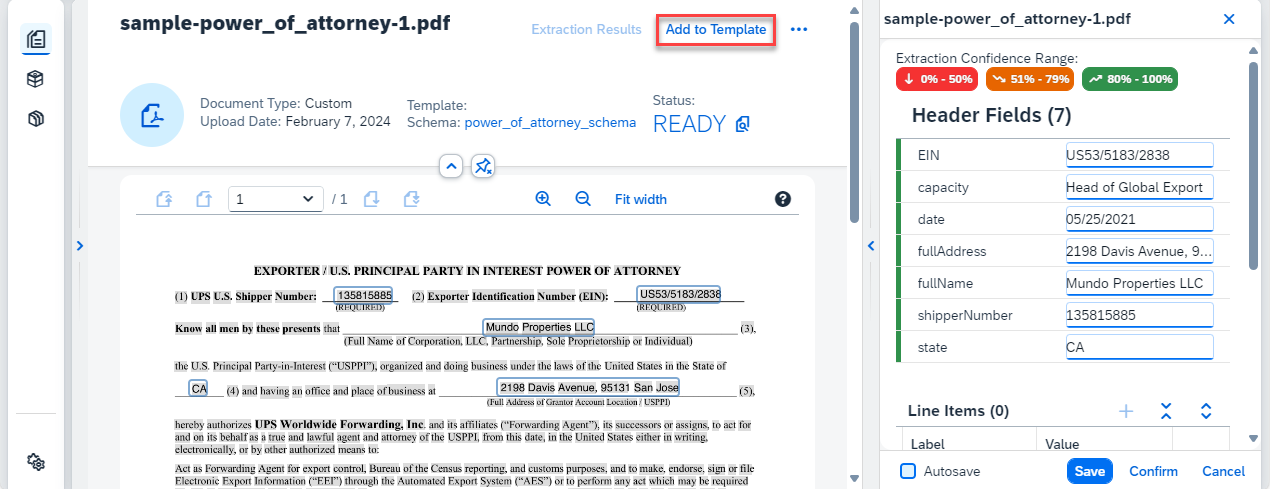 sample-power_of_attorney-1.pdf
Extraction Results
Add to Template
Document Type: Custom
Upload Date: February 7, 2024
Template:
Schema: power_of_attorney_schema
Status:
READY
1
/ 1
Fit width
EXPORTER / U.S. PRINCIPAL PARTY IN INTEREST POWER OF ATTORNEY
(1) UPS U.S. Shipper Number: 135815885 (2) Exporter Identification Number (EIN): US53/5183/2838
(REQUIRED) (REQUIRED)
Know all men by these presents that Mundo Properties LLC (3),
(Full Name of Corporation, LLC, Partnership, Sole Proprietorship or Individual)
the U.S. Principal Party-in-Interest (“USPPI”), organized and doing business under the laws of the United States in the State of
CA (4) and having an office and place of business at 2198 Davis Avenue, 95131 San Jose (5),
(Full Address of Grantor Account Location / USPPI)
hereby authorizes UPS Worldwide Forwarding, Inc. and its affiliates (“Forwarding Agent”), its successors or assigns, to act for
and on its behalf as a true and lawful agent and attorney of the USPPI, from this date, in the United States either in writing,
electronically, or by other authorized means to:
Act as Forwarding Agent for export control, Bureau of the Census reporting, and customs purposes, and to make, endorse, sign or file
Electronic Export Information (“EEI”) through the Automated Export System (“AES”) or to perform any act which may be required
sample-power_of_attorney-1.pdf
Extraction Confidence Range:
0% - 50%
51% - 79%
80% - 100%
Header Fields (7)
EIN US53/5183/2838
capacity Head of Global Export
date 05/25/2021
fullAddress 2198 Davis Avenue, 9...
fullName Mundo Properties LLC
shipperNumber 135815885
state CA
Line Items (0)
Label Value
Autosave
Save
Confirm
Cancel